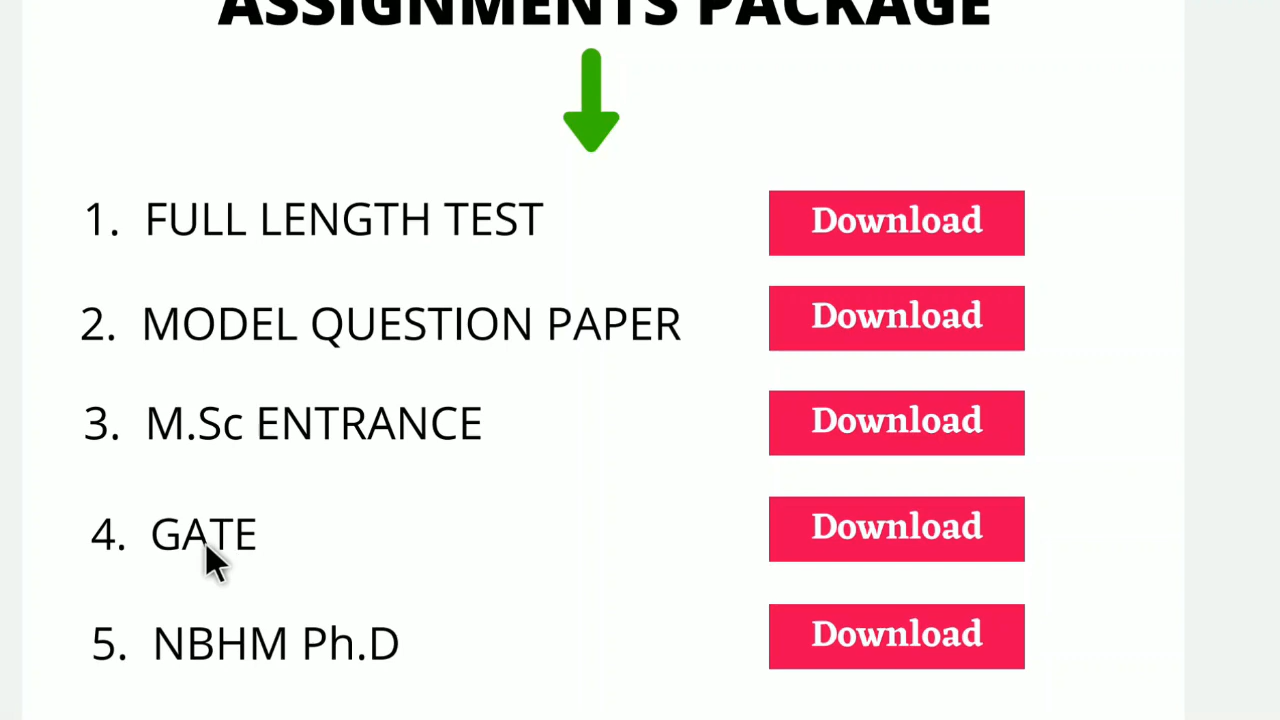 ASSIGNMENTS PACKAGE
1. FULL LENGTH TEST Download
2. MODEL QUESTION PAPER Download
3. M.Sc ENTRANCE Download
4. GATE Download
5. NBHM Ph.D Download